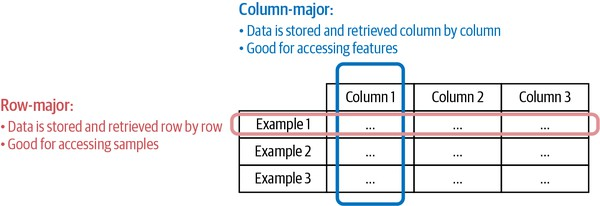 Column-major:
• Data is stored and retrieved column by column
• Good for accessing features
Row-major:
• Data is stored and retrieved row by row
• Good for accessing samples
Column 1 Column 2 Column 3
Example 1 ... ... ...
Example 2 ... ... ...
Example 3 ... ... ...